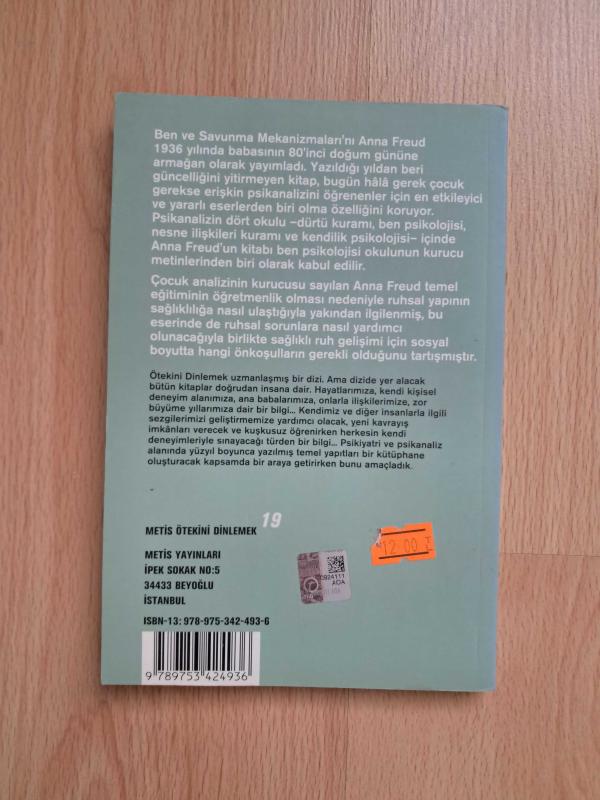 Ben ve Savunma Mekanizmaları'nı Anna Freud
1936 yılında babasının 80'inci doğum gününe
armağan olarak yayımladı. Yazıldığı yıldan beri
güncelliğini yitirmeyen kitap, bugün hâlâ gerek çocuk
gerekse erişkin psikanalizini öğrenenler için en etkileyici
ve yararlı eserlerden biri olma özelliğini koruyor.
Psikanalizin dört okulu –dürtü kuramı, ben psikolojisi,
nesne ilişkileri kuramı ve kendilik psikolojisi– içinde
Anna Freud'un kitabı ben psikolojisi okulunun kurucu
metinlerinden biri olarak kabul edilir.
Çocuk analizinin kurucusu sayılan Anna Freud temel
eğitiminin öğretmenlik olması nedeniyle ruhsal yapının
sağlıklılığa nasıl ulaştığıyla yakından ilgilenmiş, bu
eserinde de ruhsal sorunlara nasıl yardımcı
olunacağıyla birlikte sağlıklı ruh gelişimi için sosyal
boyutta hangi önkoşulların gerekli olduğunu tartışmıştır.
Ötekini Dinlemek uzmanlaşmış bir dizi. Ama dizide yer alacak
bütün kitaplar doğrudan insana dair. Hayatlarımıza, kendi kişisel
deneyim alanımıza, ana babalarımıza, onlarla ilişkilerimize, zor
büyüme yıllarımıza dair bir bilgi... Kendimiz ve diğer insanlarla ilgili
sezgilerimizi geliştirmemize yardımcı olacak, yeni kavrayış
imkânları verecek ve kuşkusuz öğrenirken herkesin kendi
deneyimleriyle sınayacağı türden bir bilgi... Psikiyatri ve psikanaliz
alanında yüzyıl boyunca yazılmış temel yapıtları bir kütüphane
oluşturacak kapsamda bir araya getirirken bunu amaçladık.
METİS ÖTEKİNİ DİNLEMEK 19
12.00 TL
METİS YAYINLARI
İPEK SOKAK NO:5
34433 BEYOĞLU
İSTANBUL
0924111
AOA
ISBN-13: 978-975-342-493-6
9 789753 424936